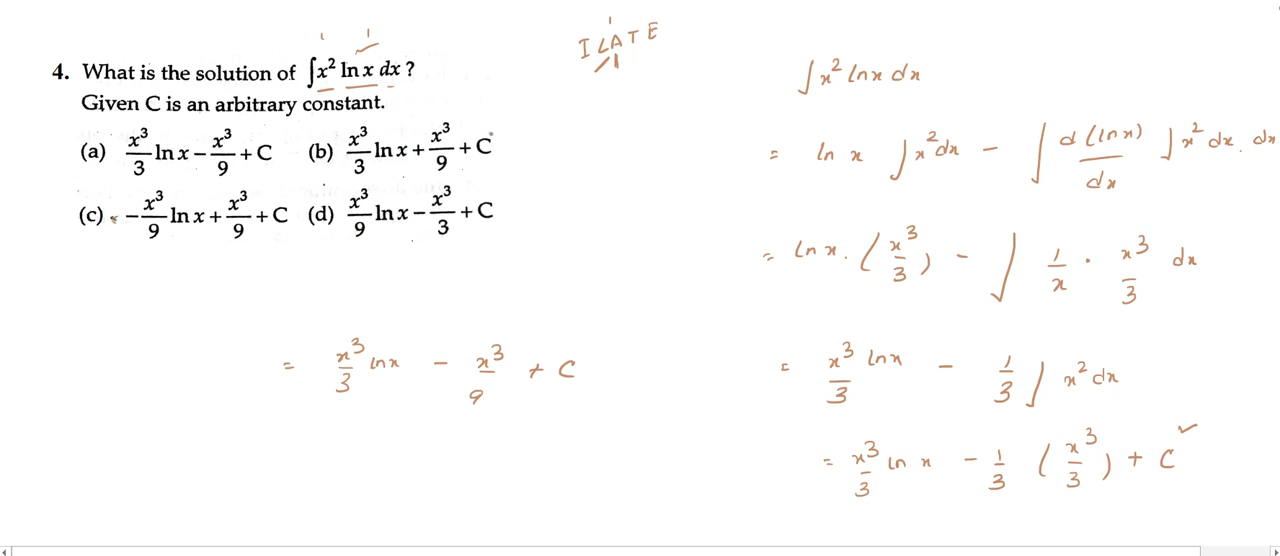 4. What is the solution of ∫x² ln x dx ?
Given C is an arbitrary constant.
(a) x³/3 ln x − x³/9 + C (b) x³/3 ln x + x³/9 + C
(c) −x³/9 ln x + x³/9 + C (d) x³/9 ln x − x³/3 + C
I L A T E
∫x² ln x dx
= ln x ∫x² dx − ∫ d(ln x)/dx ∫x² dx . dx
= ln x . (x³/3) − ∫ 1/x · x³/3 dx
= x³/3 ln x − 1/3 ∫ x² dx
= x³/3 ln x − 1/3 (x³/3) + C
= x³/3 ln x − x³/9 + C